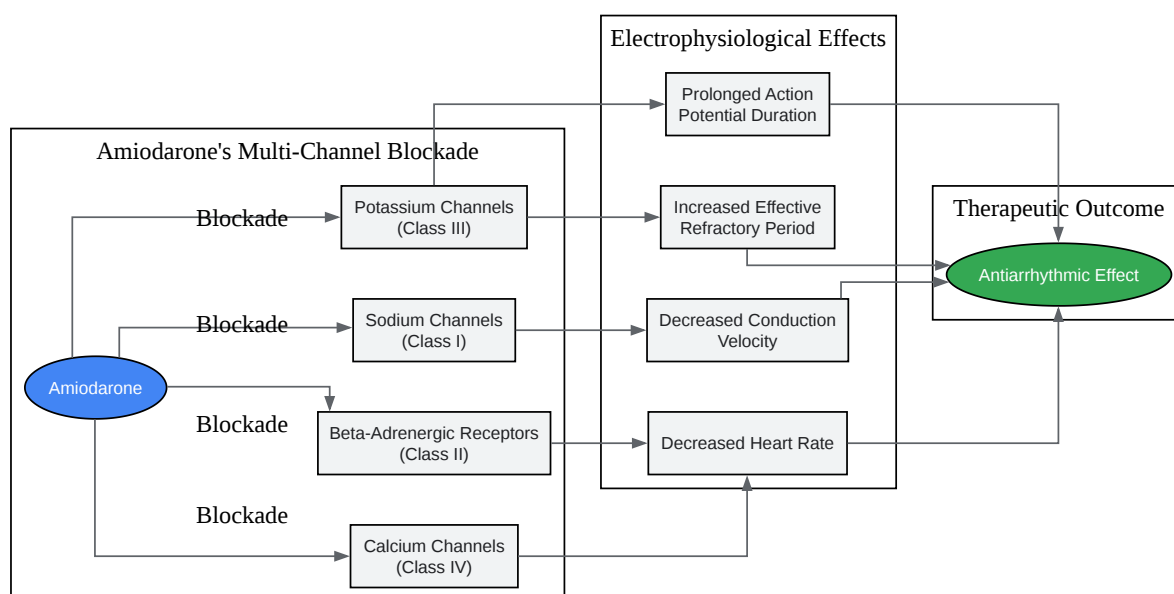 Electrophysiological Effects
Prolonged Action
Potential Duration
Amiodarone's Multi-Channel Blockade
Blockade
Potassium Channels
(Class III)
Increased Effective
Refractory Period
Therapeutic Outcome
Antiarrhythmic Effect
Blockade
Sodium Channels
(Class I)
Decreased Conduction
Velocity
Amiodarone
Blockade
Beta-Adrenergic Receptors
(Class II)
Decreased Heart Rate
Blockade
Calcium Channels
(Class IV)